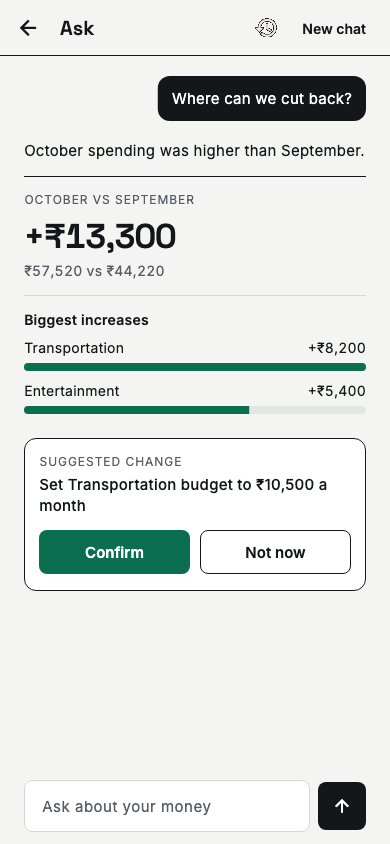 Ask
New chat
Where can we cut back?
October spending was higher than September.
OCTOBER VS SEPTEMBER
+₹13,300
₹57,520 vs ₹44,220
Biggest increases
Transportation +₹8,200
Entertainment +₹5,400
SUGGESTED CHANGE
Set Transportation budget to ₹10,500 a
month
Confirm
Not now
Ask about your money